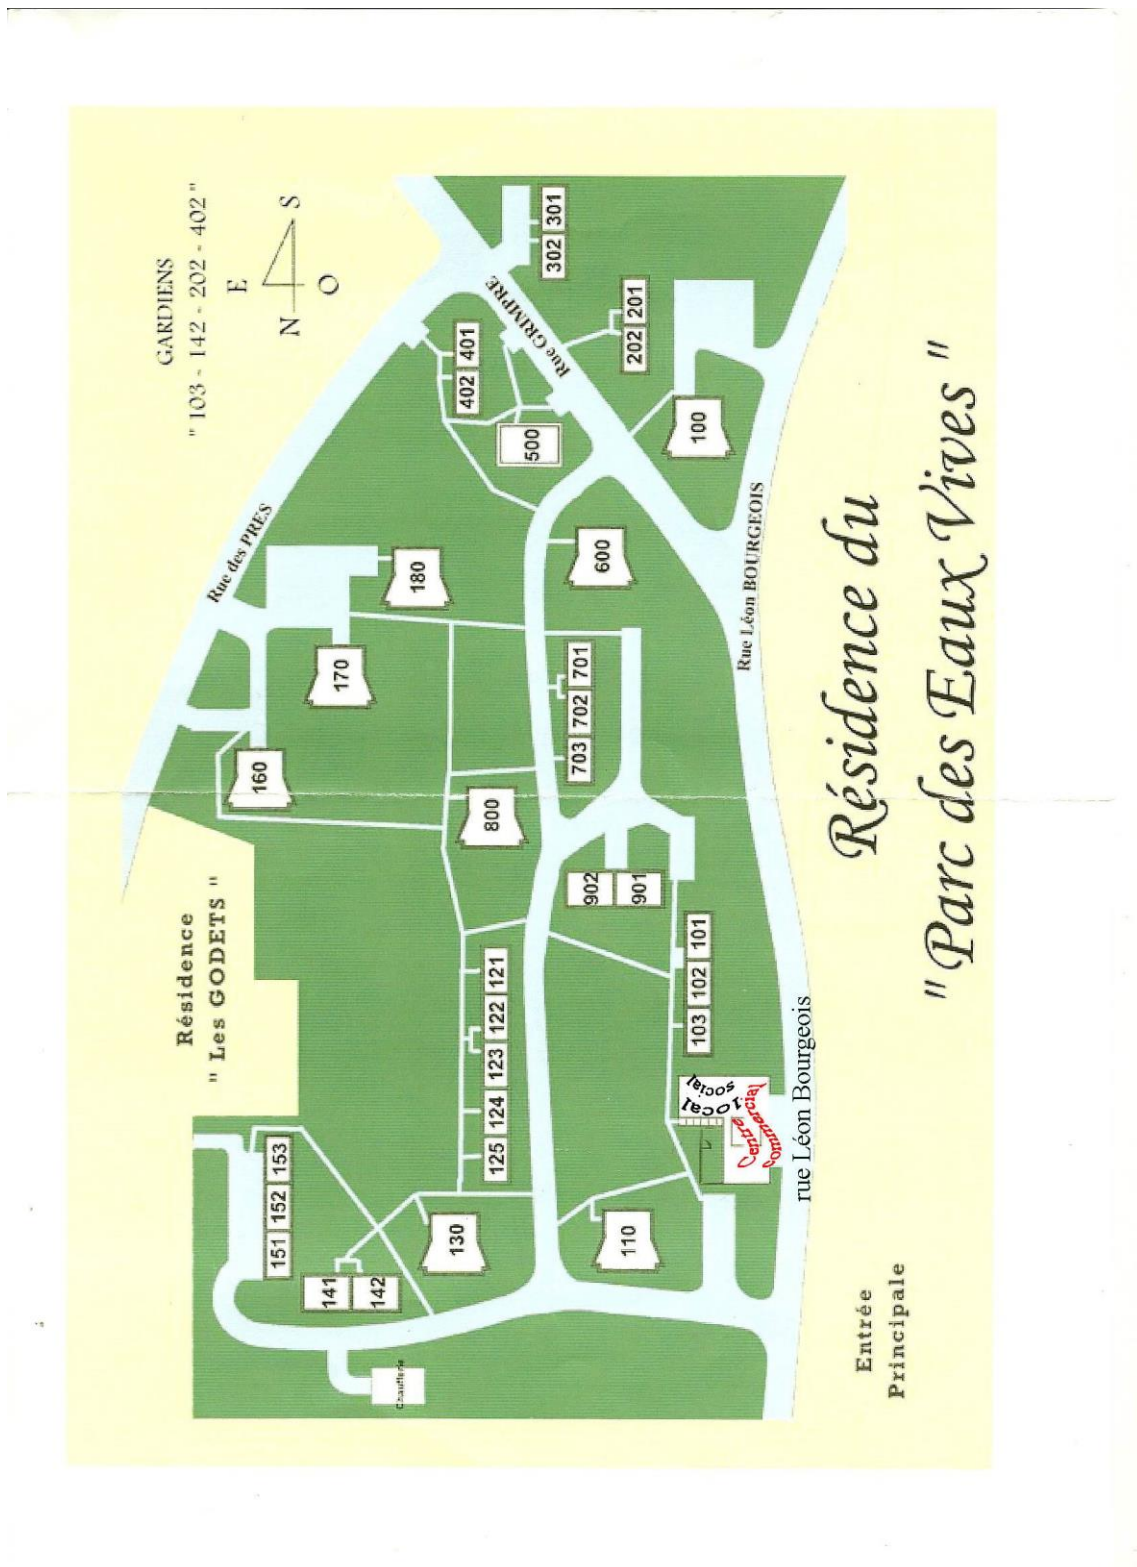 GARDIENS
" 103 - 142 - 202 - 402 "
E
N
S
O
Résidence
" Les GODETS "
Rue des PRES
Rue GRIMPRE
Rue Léon BOURGEOIS
rue Léon Bourgeois
301
302
401
402
201
202
500
100
180
600
170
701
702
703
160
800
902
901
121
122
123
124
125
101
102
103
local
social
Centre
Commercial
153
152
151
141
142
130
110
Chaufferie
Entrée
Principale
Résidence du
" Parc des Eaux Vives "